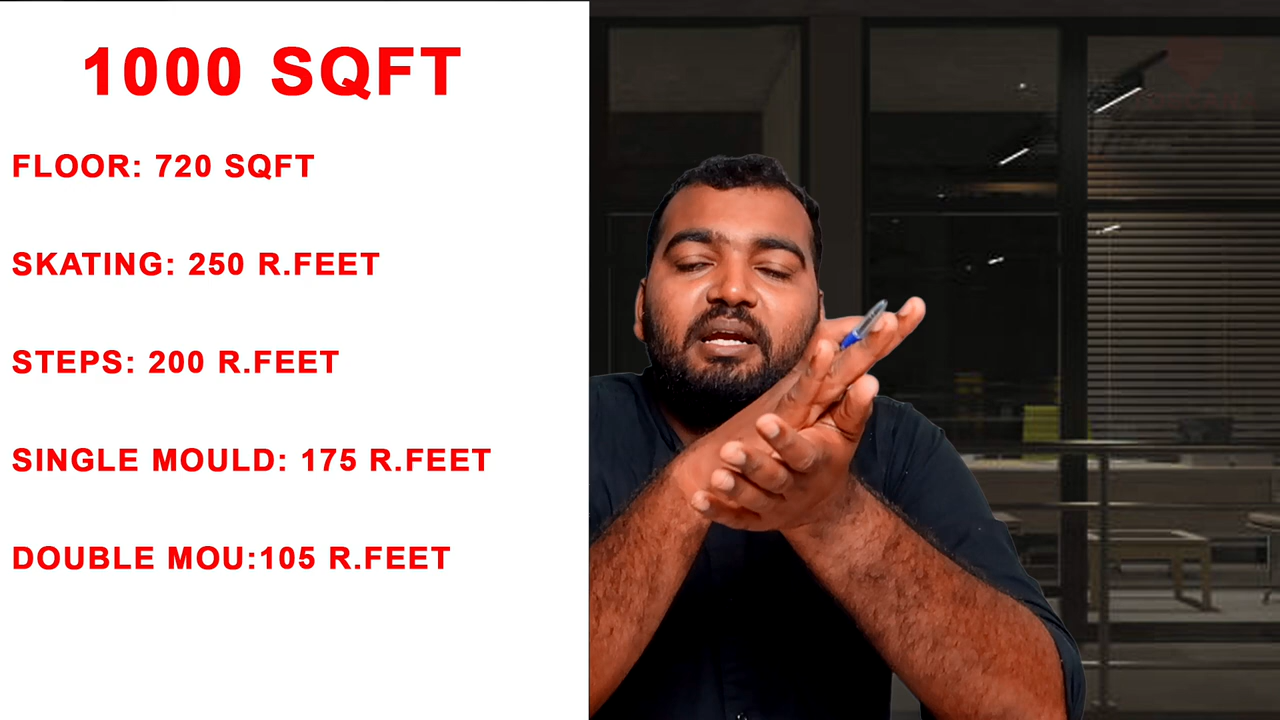 1000 SQFT
FLOOR: 720 SQFT
SKATING: 250 R.FEET
STEPS: 200 R.FEET
SINGLE MOULD: 175 R.FEET
DOUBLE MOU:105 R.FEET